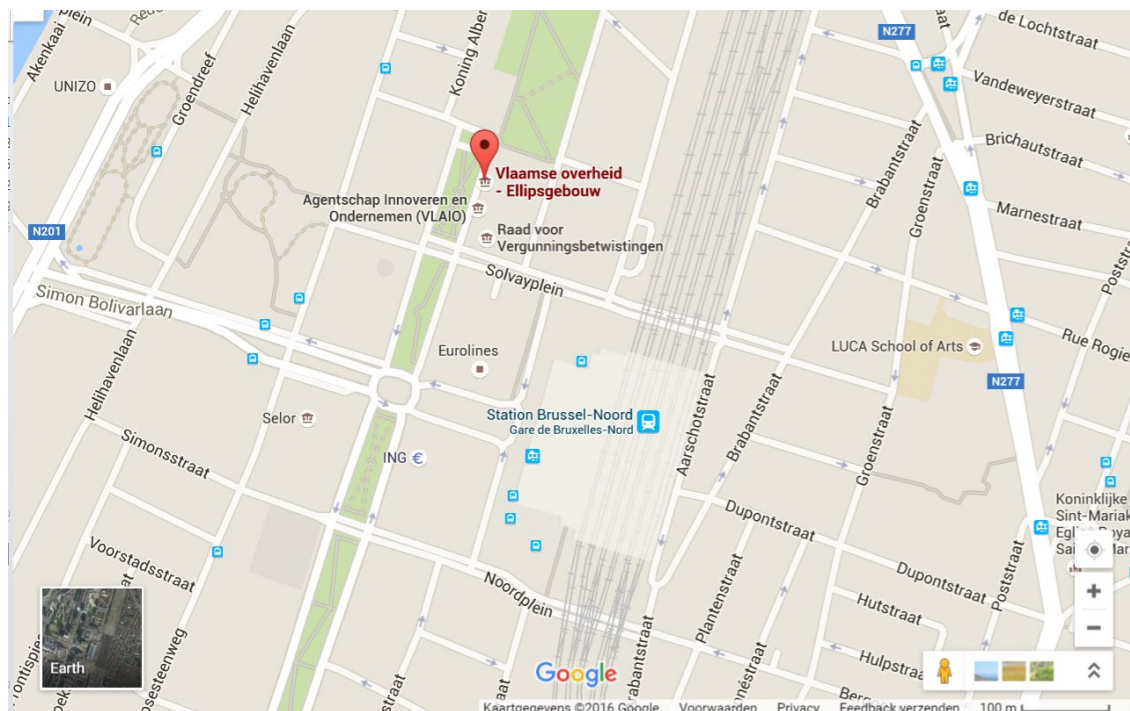 Akenkaai
Groendreef
Helihavenlaan
Koning Alber
N277
de Lochtstraat
Vandeweyerstraat
UNIZO
Brichautstraat
Brabantstraat
Groenstraat
Vlaamse overheid
- Ellipsgebouw
Agentschap Innoveren en
Ondernemen (VLAIO)
Marnestraat
Raad voor
Vergunningsbetwistingen
N201
Poststra
Solvayplein
Simon Bolivarlaan
Rue Rogie
LUCA School of Arts
Eurolines
Helihavenlaan
N277
Selor
Station Brussel-Noord
Gare de Bruxelles-Nord
Aarschotstraat
Brabantstraat
Groenstraat
ING €
Simonsstraat
Dupontstraat
Koninklijke
Sint-Mariak
Voorstadsstraat
Noordplein
Plantenstraat
Dupontstraat
Poststraat
+
−
Hutstraat
Hulpstraa
Earth
Google
Kaartgegevens ©2016 Google Voorwaarden Privacy Feedback verzenden 100 m